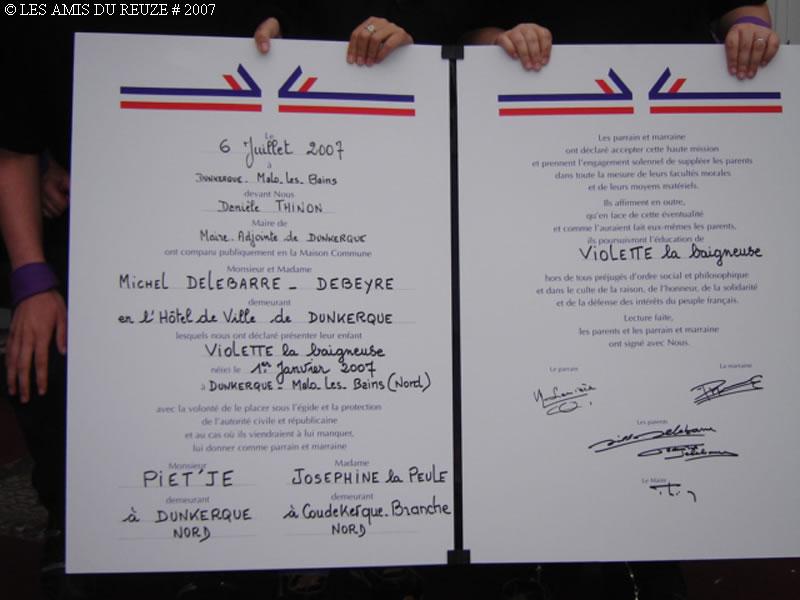 © LES AMIS DU REUZE # 2007
Le
6 Juillet 2007
à
DUNKERQUE - Malo-Les-Bains
devant Nous
Danièle THINON
Maire de
Maire-Adjointe de DUNKERQUE
ont comparu publiquement en la Maison Commune
Monsieur et Madame
MICHEL DELEBARRE - DEBEYRE
demeurant
en l'Hôtel de Ville de DUNKERQUE
lesquels nous ont déclaré présenter leur enfant
VIOLETTE la baigneuse
né(e) le 1er Janvier 2007
à DUNKERQUE - Malo Les Bains (Nord)
avec la volonté de le placer sous l'égide et la protection
de l'autorité civile et républicaine
et au cas où ils viendraient à lui manquer,
lui donner comme parrain et marraine
Monsieur
PIET'JE
demeurant
à DUNKERQUE
NORD
Madame
JOSEPHINE la PEULE
demeurant
à Coudekerque-Branche
NORD
Les parrain et marraine
ont déclaré accepter cette haute mission
et prennent l'engagement solennel de suppléer les parents
dans toute la mesure de leurs facultés morales
et de leurs moyens matériels.
Ils affirment en outre,
qu'en face de cette éventualité
et comme l'auraient fait eux-mêmes les parents,
ils poursuivront l'éducation de
VIOLETTE la baigneuse
hors de tous préjugés d'ordre social et philosophique
et dans le culte de la raison, de l'honneur, de la solidarité
et de la défense des intérêts du peuple français.
Lecture faite,
les parents et les parrain et marraine
ont signé avec Nous.
Le parrain
La marraine
Les parents
Le Maire